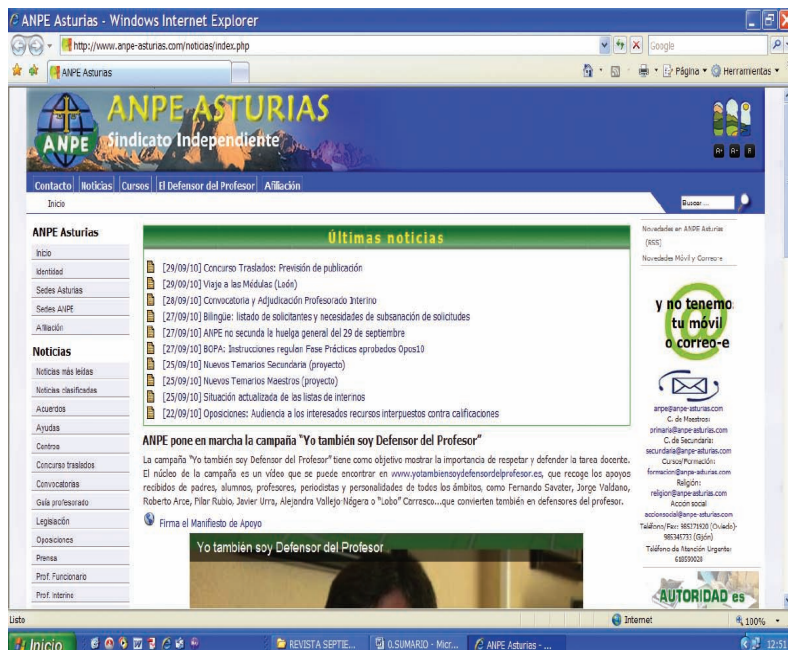 ANPE Asturias - Windows Internet Explorer
http://www.anpe-asturias.com/noticias/index.php
Google
ANPE Asturias
Página
Herramientas
ANPE ASTURIAS
Sindicato Independiente
ANPE
A+ A- R
Contacto Noticias Cursos El Defensor del Profesor Afiliación
Inicio
Buscar ...
ANPE Asturias
Inicio
Identidad
Sedes Asturias
Sedes ANPE
Afiliación
Noticias
Noticias más leídas
Noticias clasificadas
Acuerdos
Ayudas
Centros
Concurso traslados
Convocatorias
Guía profesorado
Legislación
Oposiciones
Prensa
Prof. Funcionario
Prof. Interino
Últimas noticias
[29/09/10] Concurso Traslados: Previsión de publicación
[29/09/10] Viaje a las Médulas (León)
[28/09/10] Convocatoria y Adjudicación Profesorado Interino
[27/09/10] Bilingüe: listado de solicitantes y necesidades de subsanación de solicitudes
[27/09/10] ANPE no secunda la huelga general del 29 de septiembre
[27/09/10] BOPA: Instrucciones regulan Fase Prácticas aprobados Opos10
[25/09/10] Nuevos Temarios Secundaria (proyecto)
[25/09/10] Nuevos Temarios Maestros (proyecto)
[25/09/10] Situación actualizada de las listas de interinos
[22/09/10] Oposiciones: Audiencia a los interesados recursos interpuestos contra calificaciones
ANPE pone en marcha la campaña "Yo también soy Defensor del Profesor"
La campaña "Yo también soy Defensor del Profesor" tiene como objetivo mostrar la importancia de respetar y defender la tarea docente.
El núcleo de la campaña es un vídeo que se puede encontrar en www.yotambiensoydefensordelprofesor.es, que recoge los apoyos
recibidos de padres, alumnos, profesores, periodistas y personalidades de todos los ámbitos, como Fernando Savater, Jorge Valdano,
Roberto Arce, Pilar Rubio, Javier Urra, Alejandra Vallejo-Nágera o "Lobo" Carrasco...que convierten también en defensores del profesor.
Firma el Manifiesto de Apoyo
Yo también soy Defensor del Profesor
Novedades en ANPE Asturias
(RSS)
Novedades Móvil y Correo-e
y no tenemo
tu móvil
o correo-e
anpe@anpe-asturias.com
C. de Maestros:
primaria@anpe-asturias.com
C. de Secundaria:
secundaria@anpe-asturias.com
Cursos/Formación:
formacion@anpe-asturias.com
Religión:
religion@anpe-asturias.com
Acción social
accionsocial@anpe-asturias.com
Teléfono/Fax: 985271920 (Oviedo)-
985345733 (Gijón)
Teléfono de Atención Urgente:
618590028
AUTORIDAD es
Listo
Internet
100%
Inicio
REVISTA SEPTIE...
0.SUMARIO - Micr...
ANPE Asturias - ...
12:51